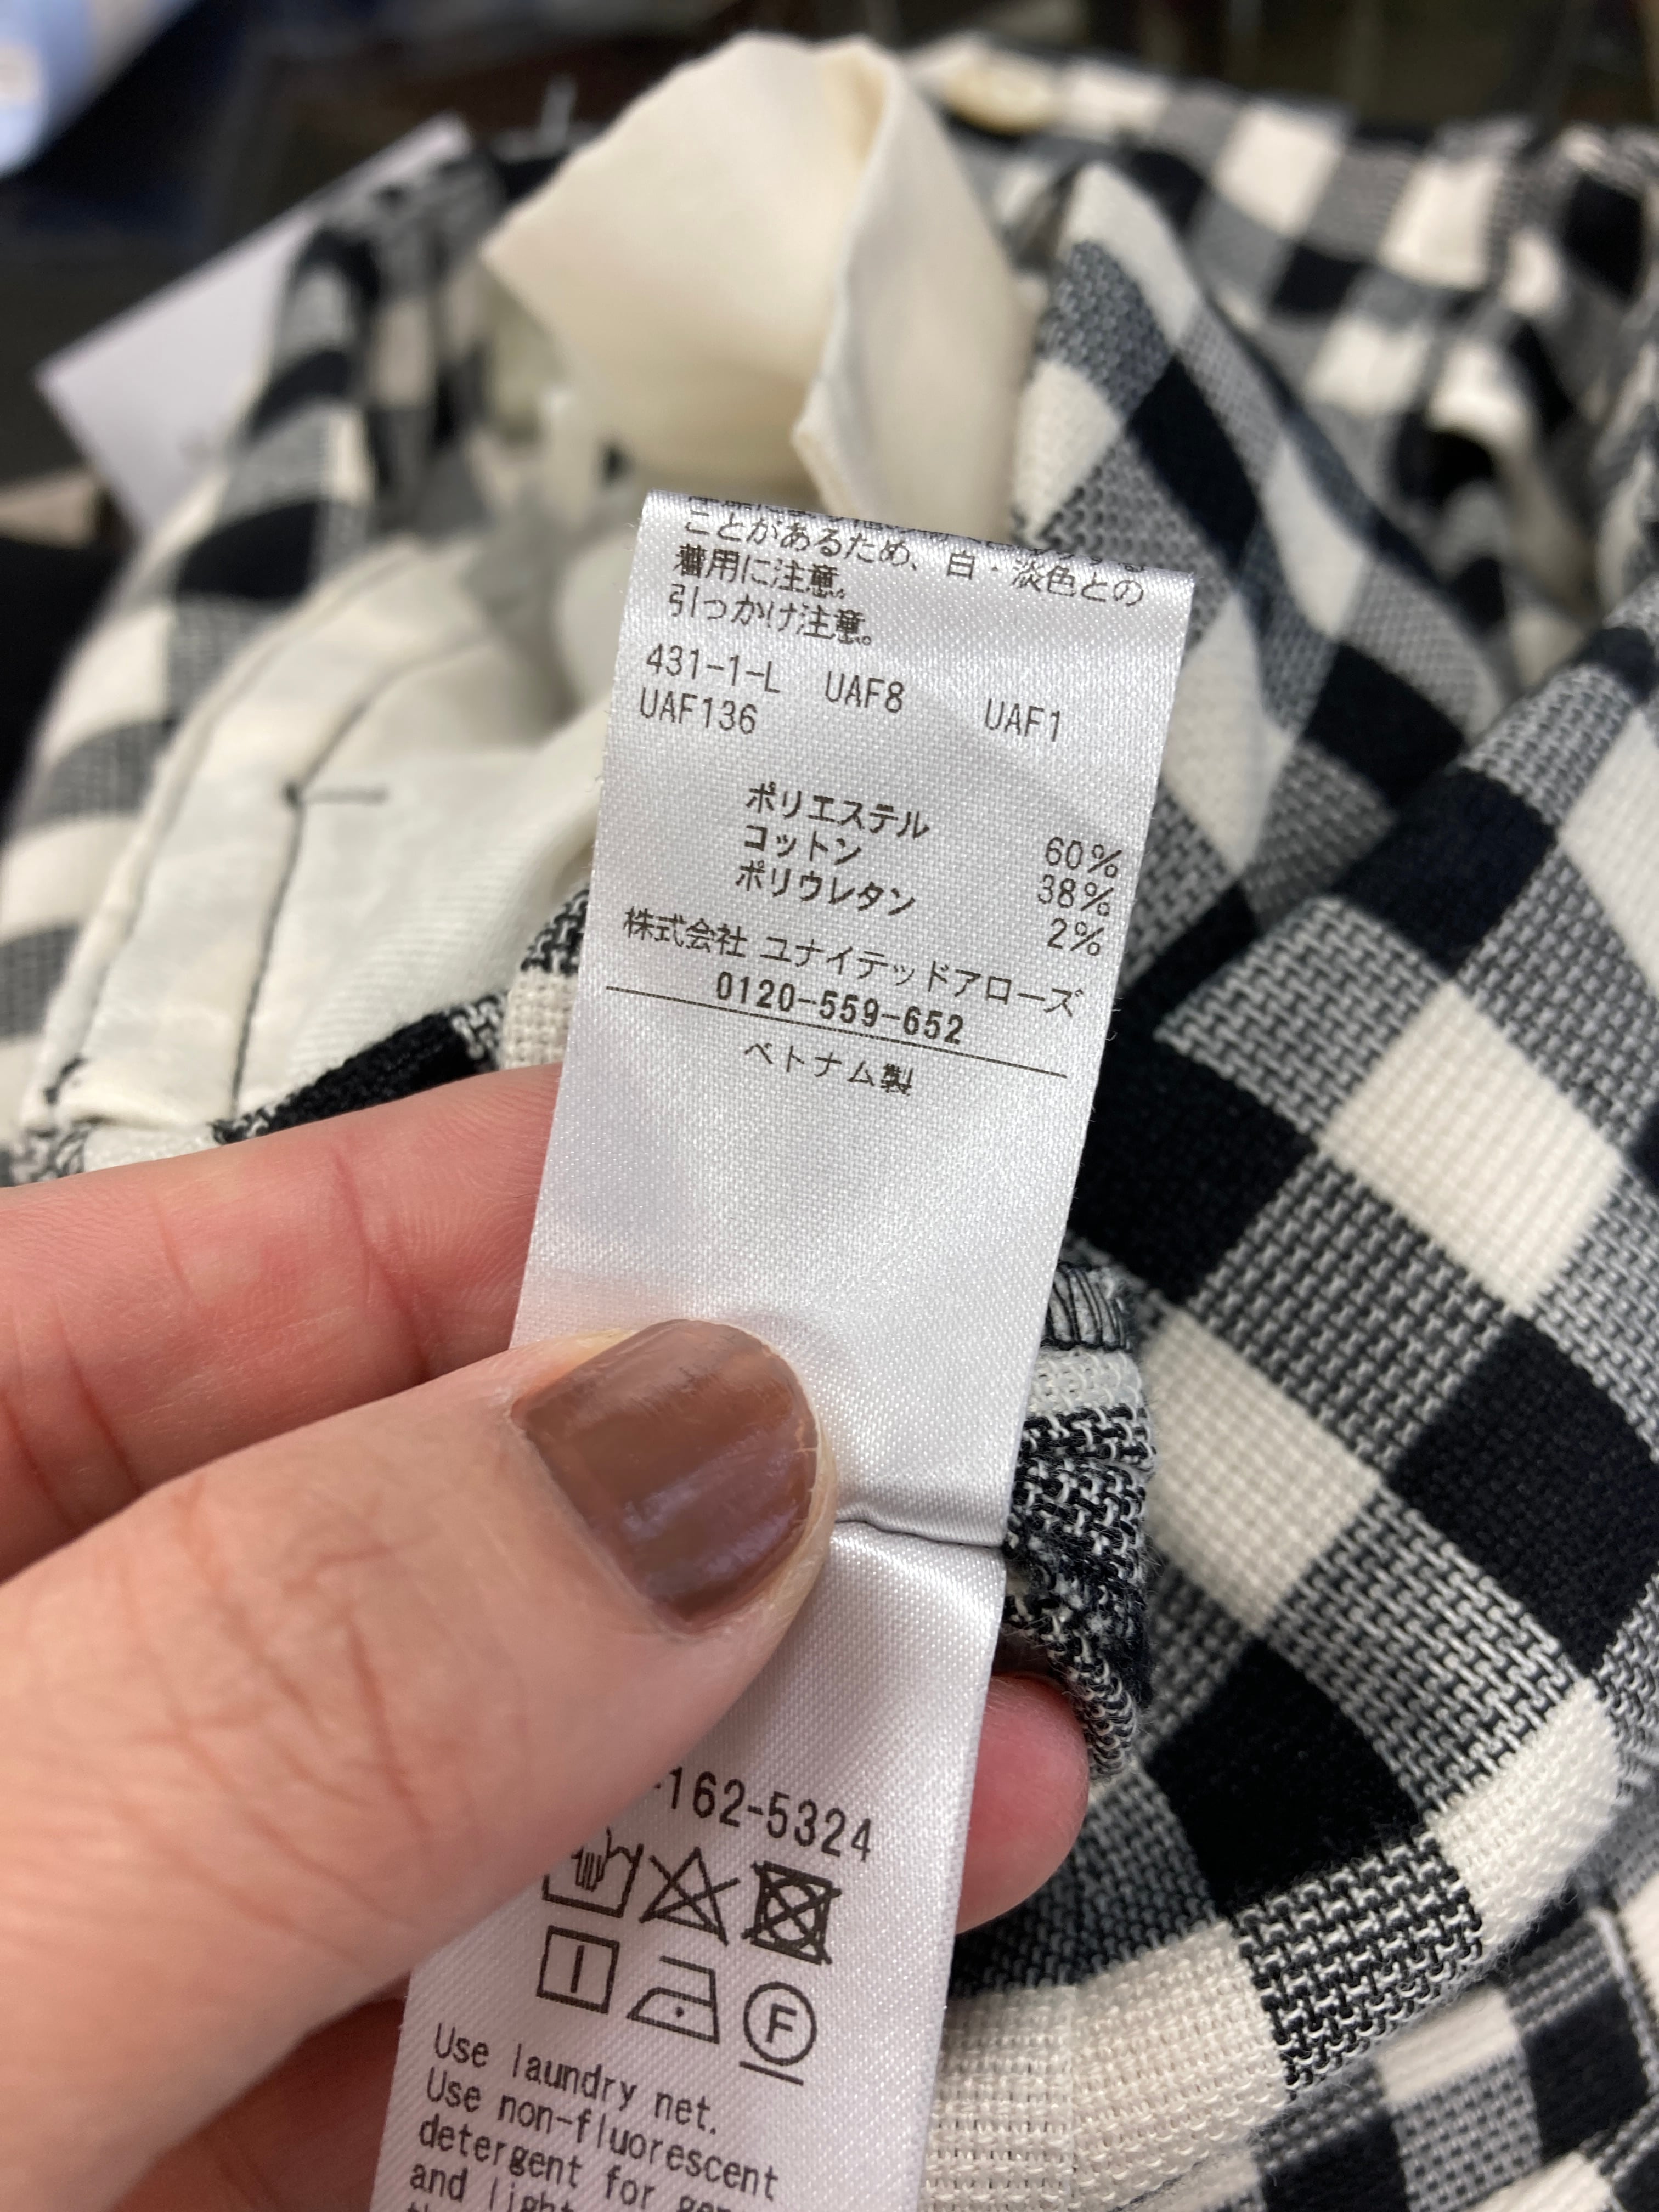 ことがあるため、白・淡色との
着用に注意。
引っかけ注意。
431-1-L UAF8 UAF1
UAF136
ポリエステル 60%
コットン 38%
ポリウレタン 2%
株式会社 ユナイテッドアローズ
0120-559-652
ベトナム製
-162-5324
F
Use laundry net.
Use non-fluorescent
detergent for
and light